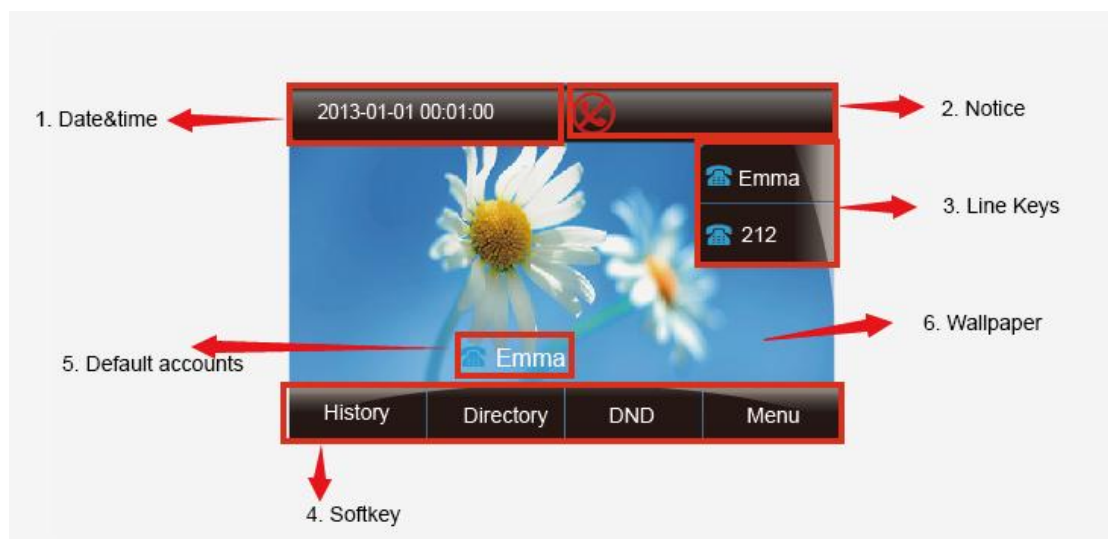 2013-01-01 00:01:00
1. Date&time
2. Notice
Emma
3. Line Keys
212
6. Wallpaper
Emma
5. Default accounts
History Directory DND Menu
4. Softkey